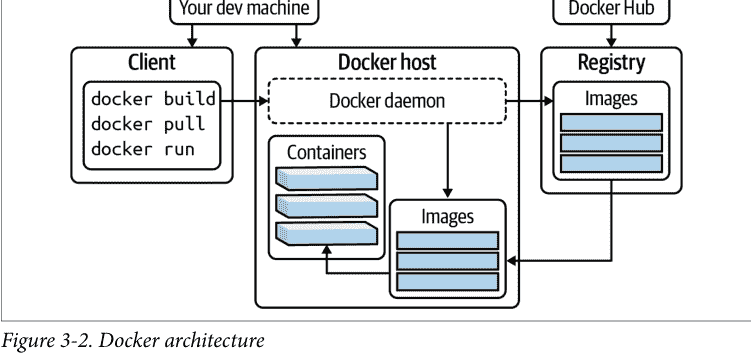 Your dev machine
Docker Hub
Client
Docker host
Registry
docker build
docker pull
docker run
Docker daemon
Images
Containers
Images
Figure 3-2. Docker architecture